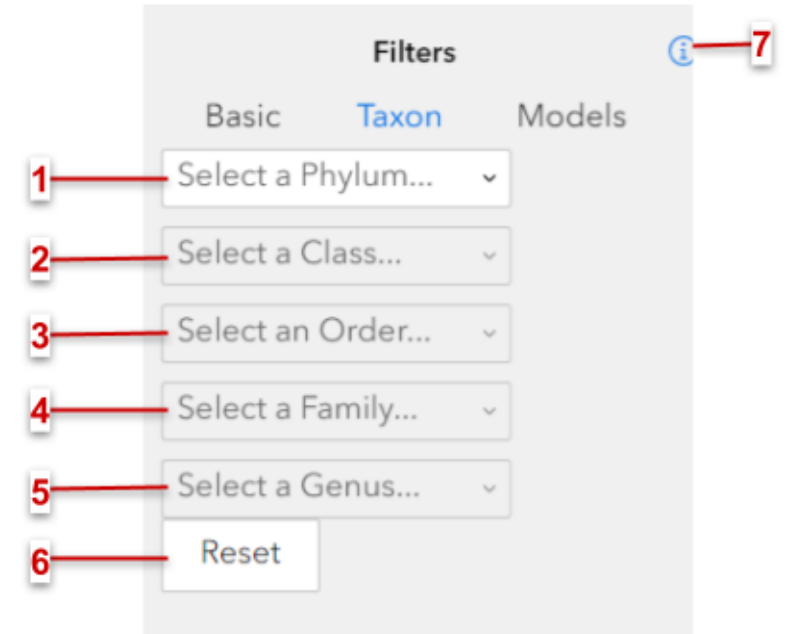 Filters 7
Basic Taxon Models
1 Select a Phylum...
2 Select a Class...
3 Select an Order...
4 Select a Family...
5 Select a Genus...
6 Reset